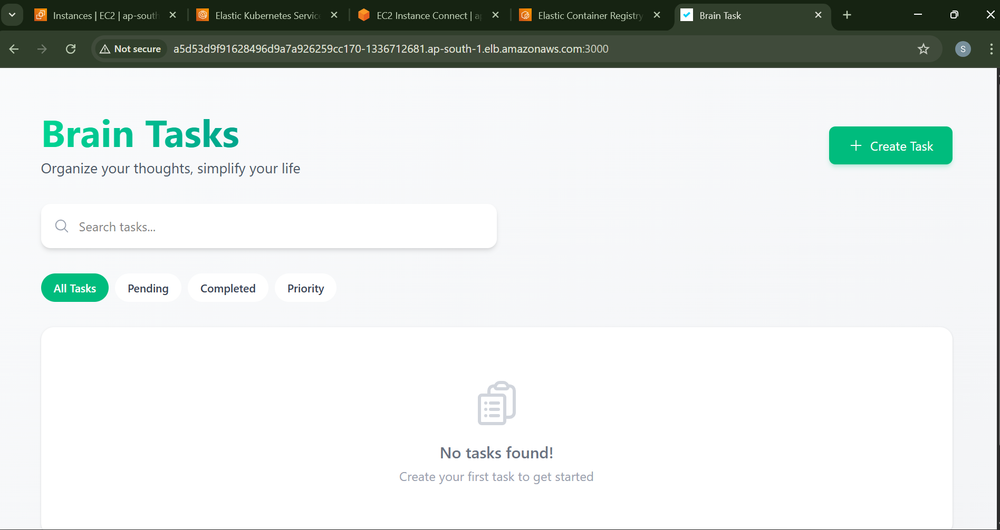 Instances | EC2 | ap-south
Elastic Kubernetes Service
EC2 Instance Connect | ap
Elastic Container Registry
Brain Task
Not secure
a5d53d9f91628496d9a7a926259cc170-1336712681.ap-south-1.elb.amazonaws.com:3000
S
Brain Tasks
Create Task
Organize your thoughts, simplify your life
Search tasks...
All Tasks
Pending
Completed
Priority
No tasks found!
Create your first task to get started